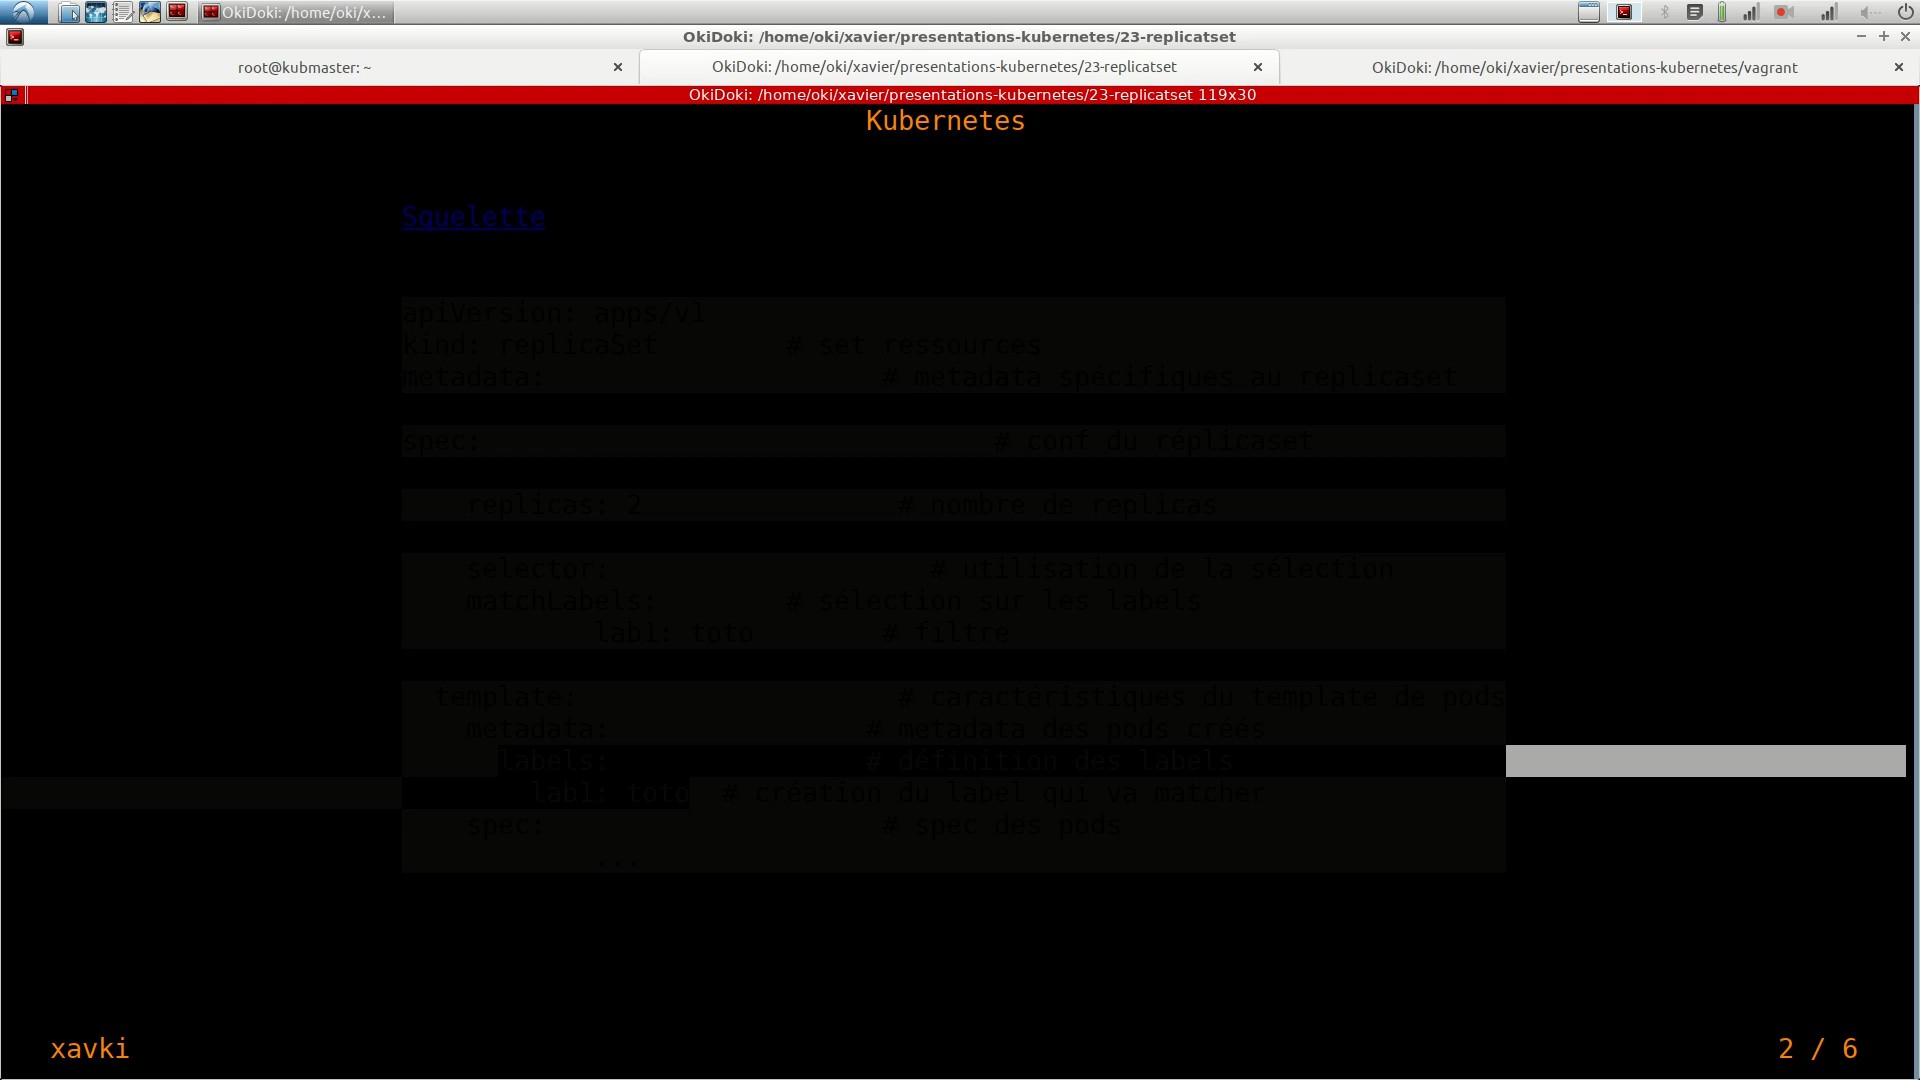 OkiDoki: /home/oki/x...
OkiDoki: /home/oki/xavier/presentations-kubernetes/23-replicatset
root@kubmaster: ~
OkiDoki: /home/oki/xavier/presentations-kubernetes/23-replicatset
OkiDoki: /home/oki/xavier/presentations-kubernetes/vagrant
OkiDoki: /home/oki/xavier/presentations-kubernetes/23-replicatset 119x30
Kubernetes
Squelette
apiVersion: apps/v1
kind: replicaSet # set ressources
metadata: # metadata spécifiques au replicaset
spec: # conf du réplicaset
replicas: 2 # nombre de replicas
selector: # utilisation de la sélection
matchLabels: # sélection sur les labels
lab1: toto # filtre
template: # caractéristiques du template de pods
metadata: # metadata des pods créés
labels: # définition des labels
lab1: toto # création du label qui va matcher
spec: # spec des pods
...
xavki
2 / 6